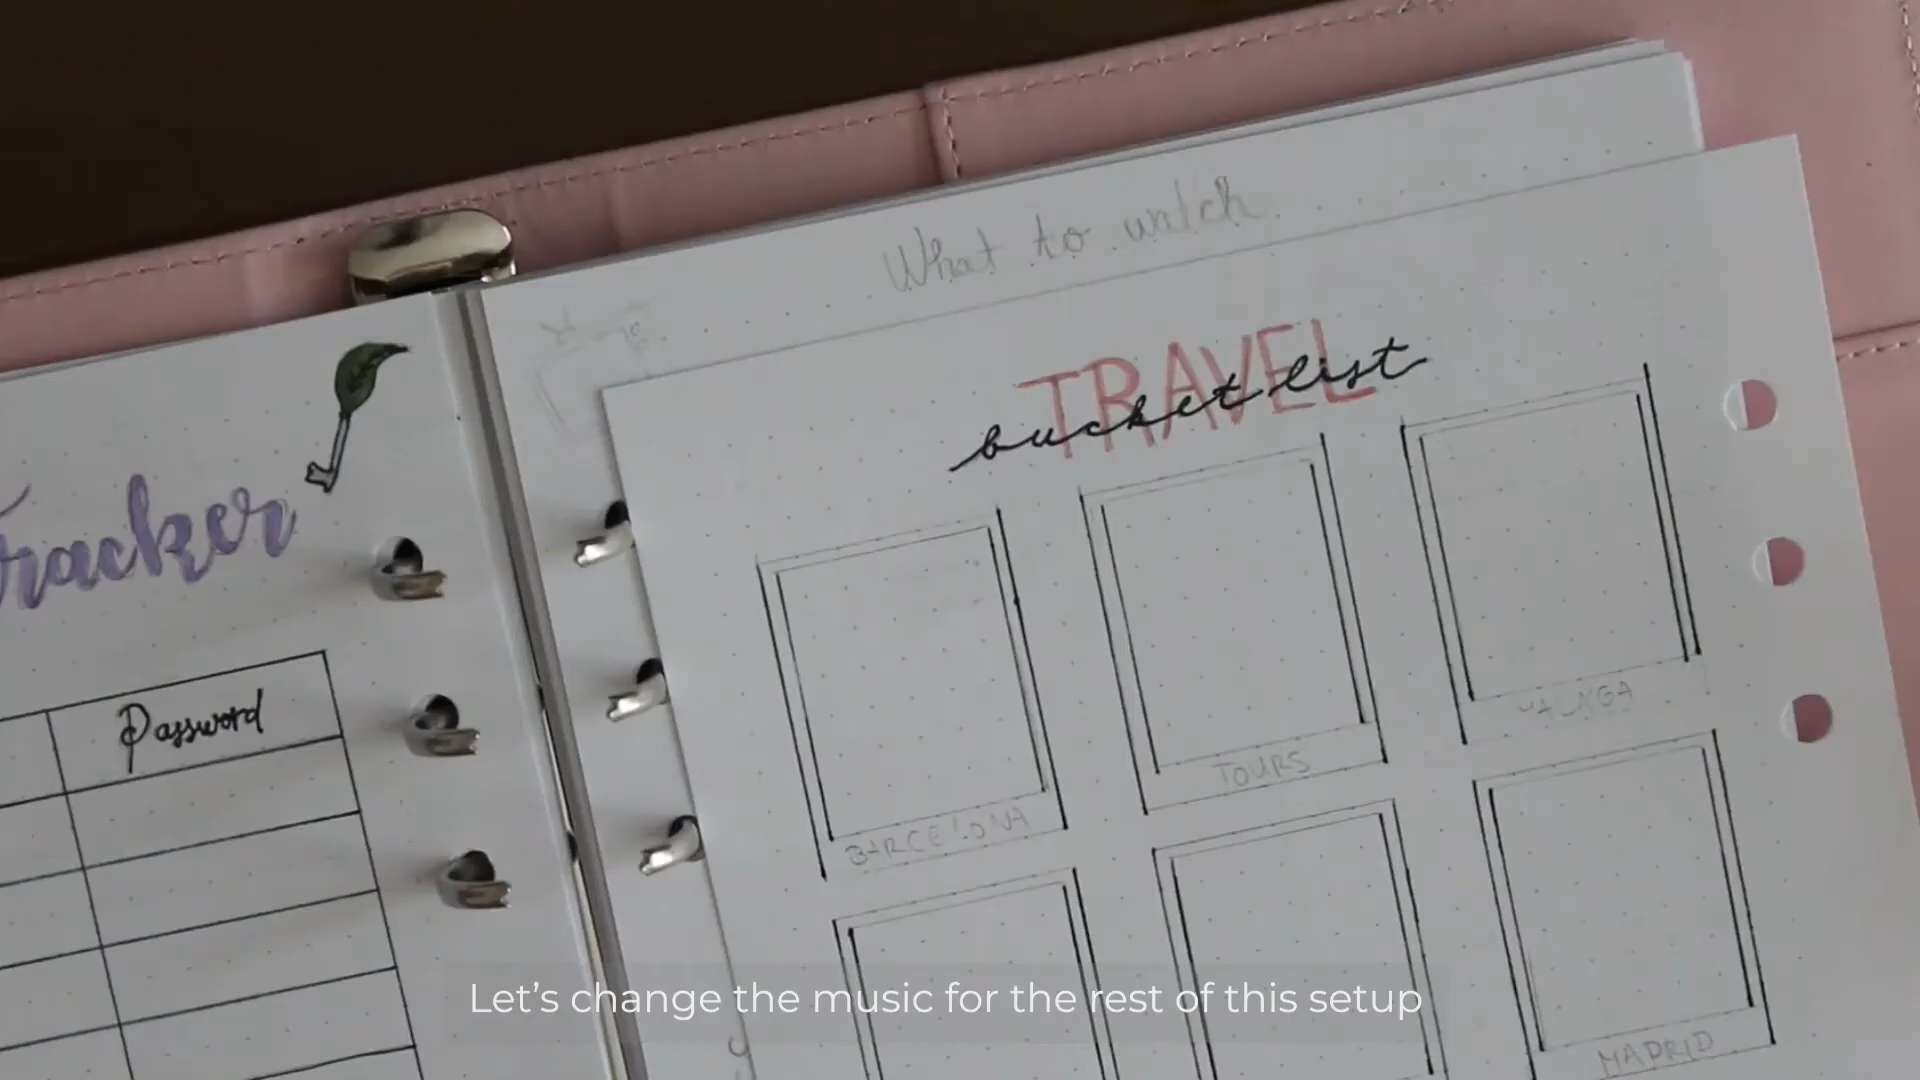 What to watch
TRAVEL
bucket list
Tracker
Password
BARCELONA
TOURS
MALAGA
MADRID
Let's change the music for the rest of this setup